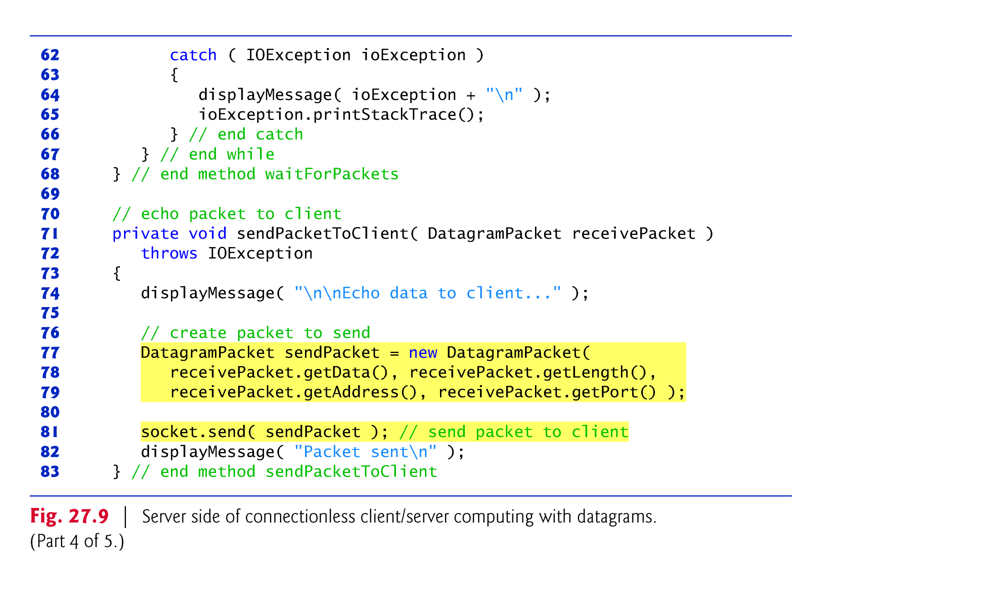 62 catch ( IOException ioException )
63 {
64 displayMessage( ioException + "\n" );
65 ioException.printStackTrace();
66 } // end catch
67 } // end while
68 } // end method waitForPackets
69
70 // echo packet to client
71 private void sendPacketToClient( DatagramPacket receivePacket )
72 throws IOException
73 {
74 displayMessage( "\n\nEcho data to client..." );
75
76 // create packet to send
77 DatagramPacket sendPacket = new DatagramPacket(
78 receivePacket.getData(), receivePacket.getLength(),
79 receivePacket.getAddress(), receivePacket.getPort() );
80
81 socket.send( sendPacket ); // send packet to client
82 displayMessage( "Packet sent\n" );
83 } // end method sendPacketToClient
Fig. 27.9 | Server side of connectionless client/server computing with datagrams.
(Part 4 of 5.)